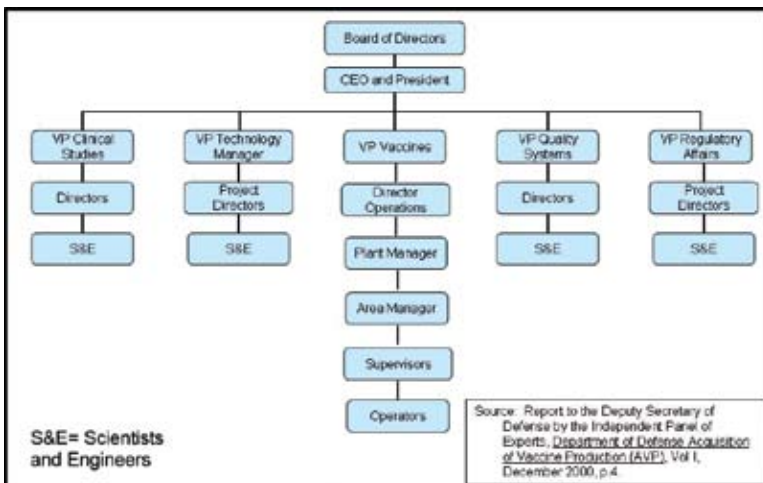 Board of Directors
CEO and President
VP Clinical
Studies
VP Technology
Manager
VP Vaccines
VP Quality
Systems
VP Regulatory
Affairs
Directors
Project
Directors
Director
Operations
Directors
Project
Directors
S&E
S&E
Plant Manager
S&E
S&E
Area Manager
Supervisors
Operators
S&E= Scientists
and Engineers
Source: Report to the Deputy Secretary of
Defense by the Independent Panel of
Experts, Department of Defense Acquisition
of Vaccine Production (AVP), Vol I,
December 2000, p.4.